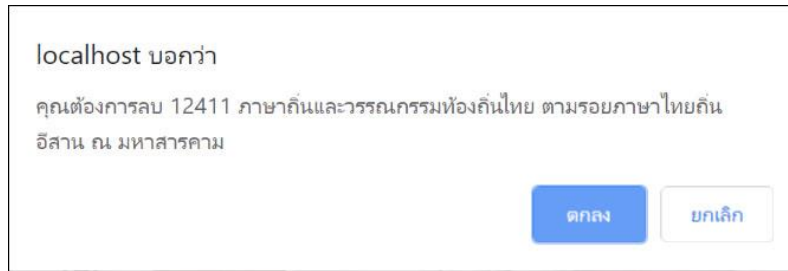 localhost บอกว่า
คุณต้องการลบ 12411 ภาษาถิ่นและวรรณกรรมท้องถิ่นไทย ตามรอยภาษาไทยถิ่น
อีสาน ณ มหาสารคาม
ตกลง ยกเลิก